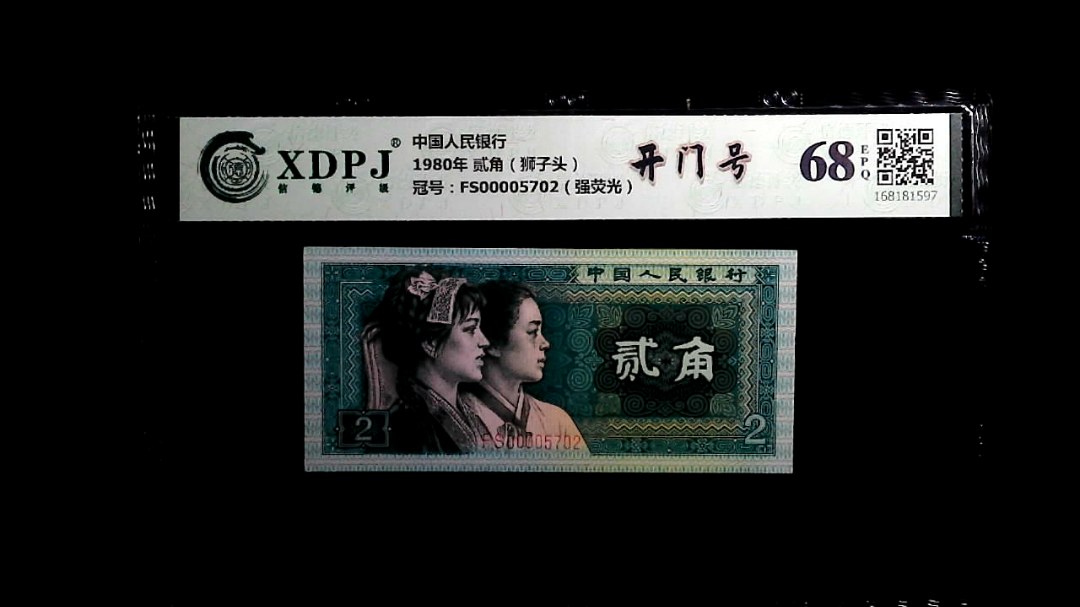 XDPJ®
信德评级
中国人民银行
1980年 贰角（狮子头）
冠号：FS00005702（强荧光）
开门号
68
EPQ
168181597
中国人民银行
贰角
2
FS00005702
2